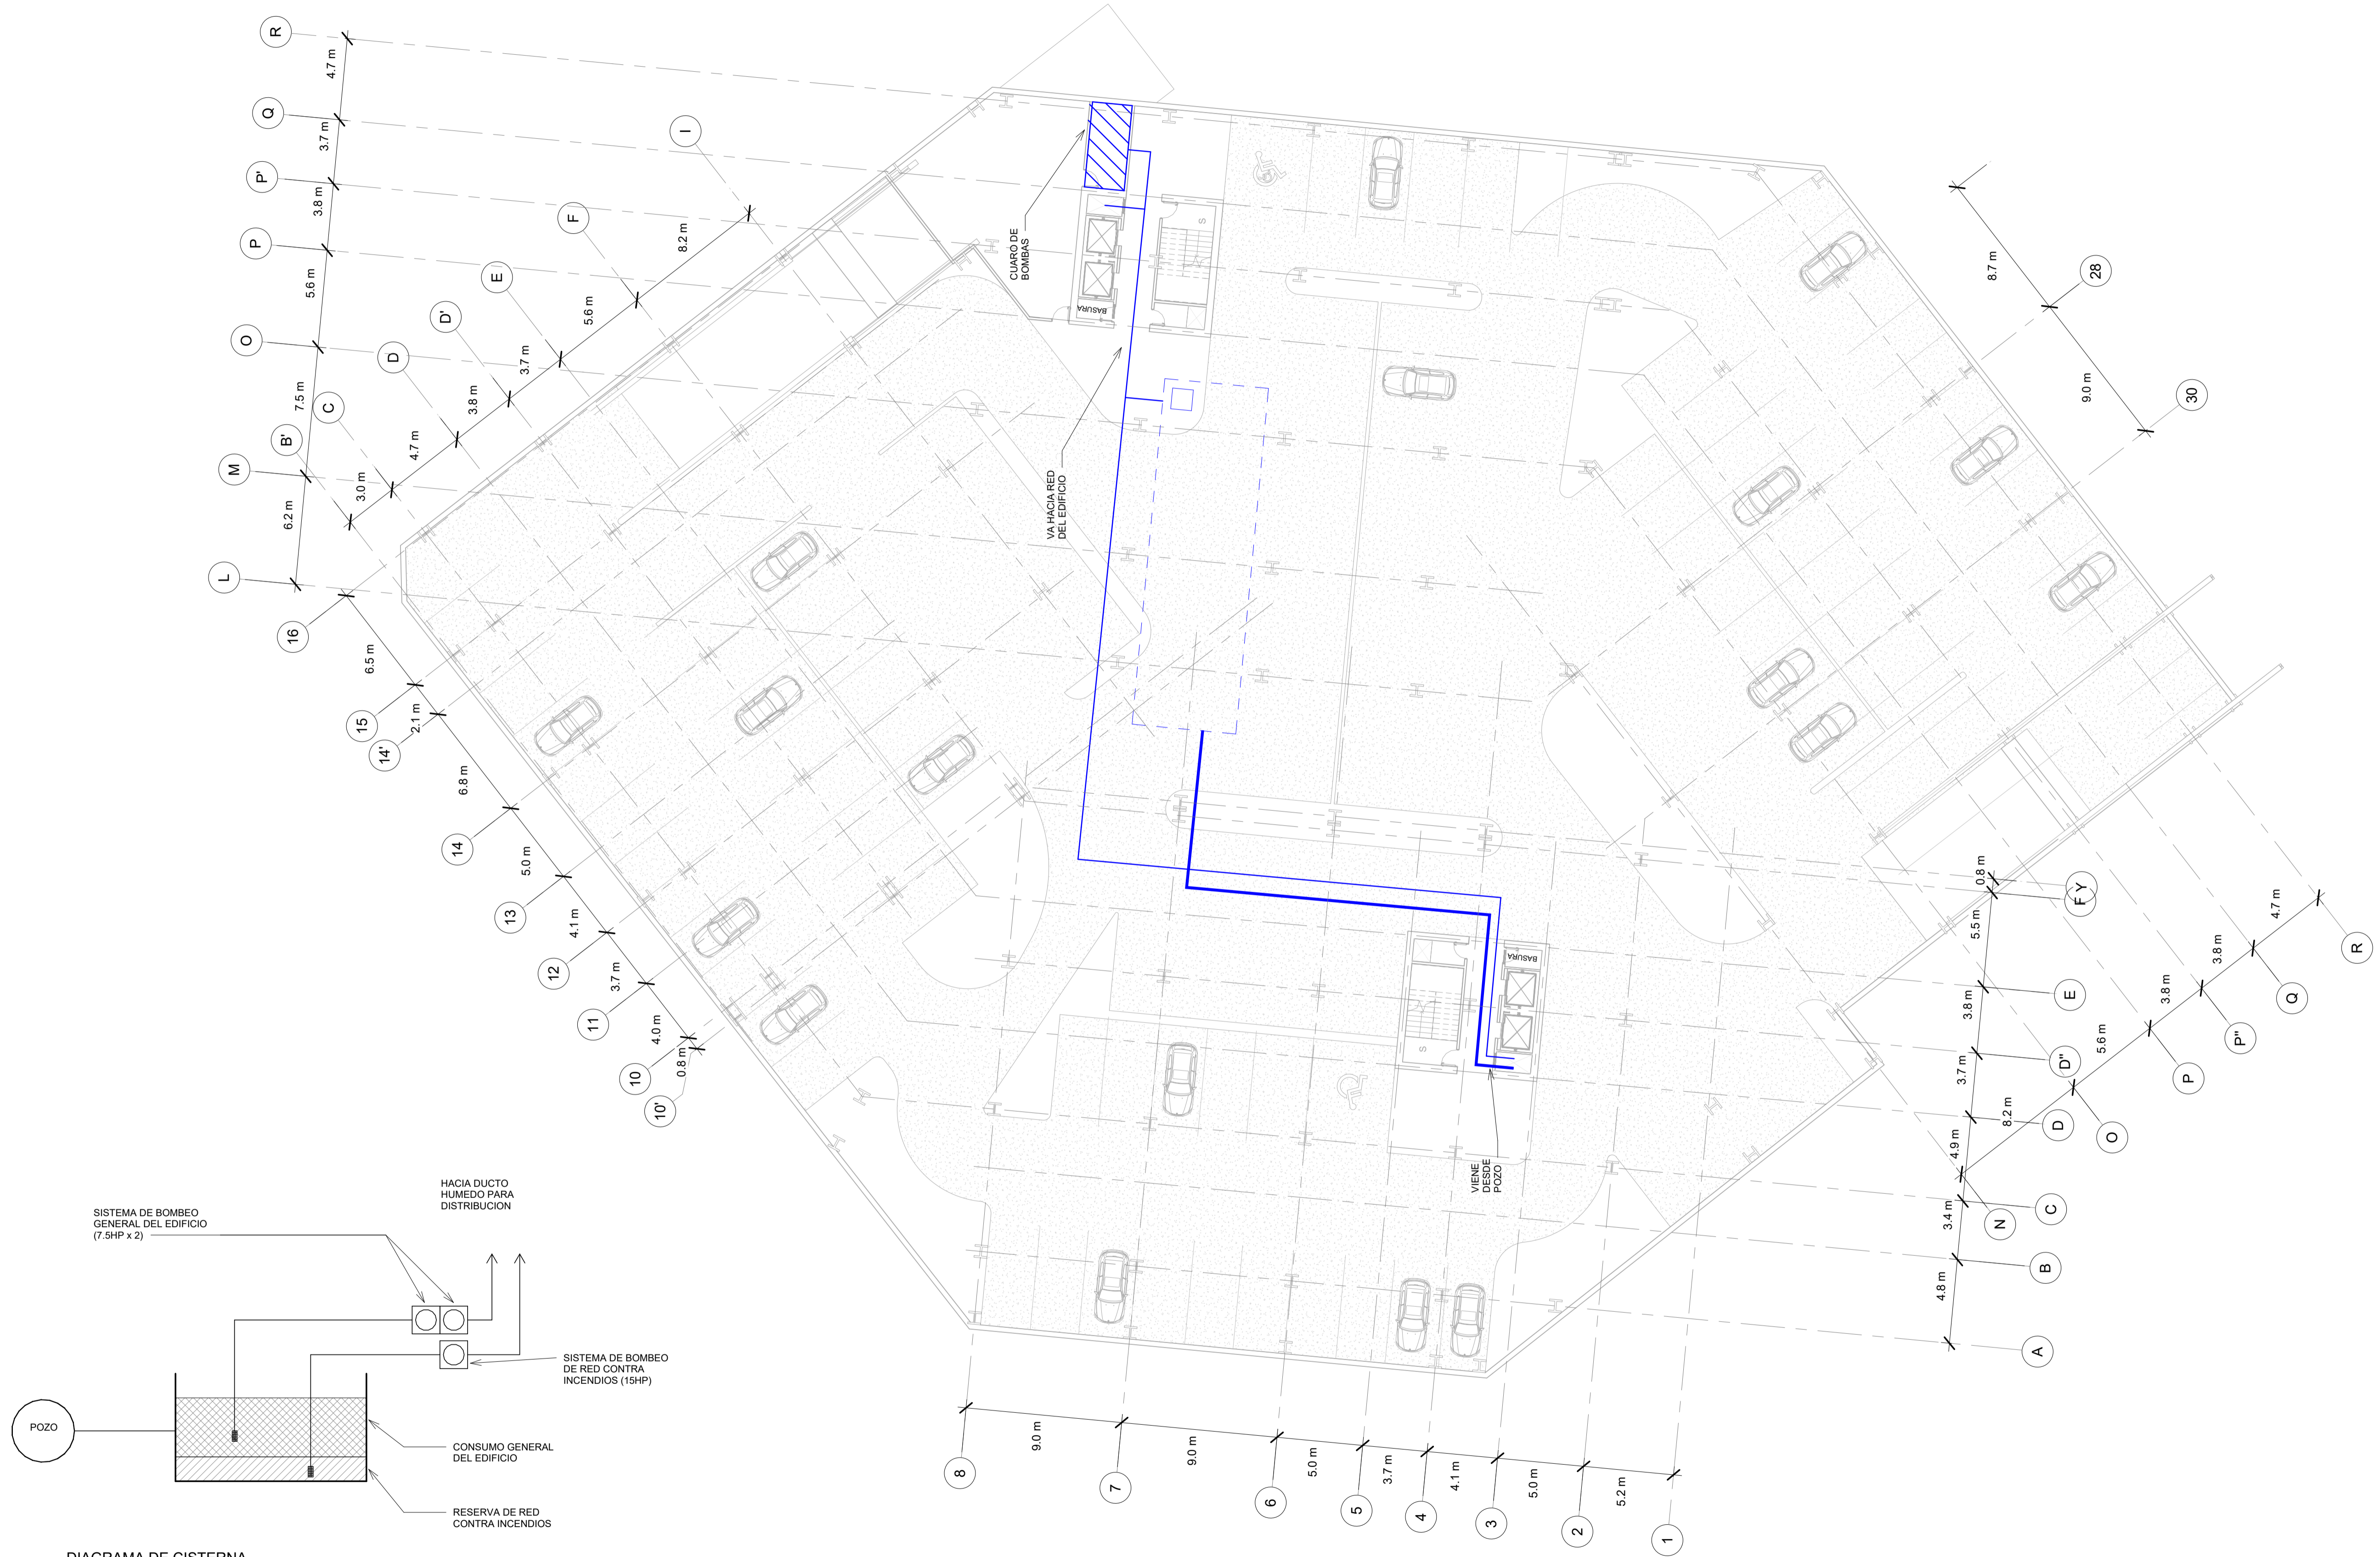 R
4.7 m
Q
3.7 m
P'
3.8 m
P
5.6 m
O
7.5 m
M
6.2 m
L
I
8.2 m
F
5.6 m
E
3.7 m
D'
3.8 m
D
4.7 m
C
3.0 m
B'
16
6.5 m
15
2.1 m
14'
6.8 m
14
5.0 m
13
4.1 m
12
3.7 m
11
4.0 m
10
0.8 m
10'
CUARO DE
BOMBAS
BASURA
S
VA HACIA RED
DEL EDIFICIO
8.7 m
28
9.0 m
30
BASURA
S
VIENE
DESDE
POZO
0.8 m
Y
F
5.5 m
E
3.8 m
D"
3.7 m
D
4.9 m
C
3.4 m
B
4.8 m
A
R
4.7 m
Q
3.8 m
P"
3.8 m
P
5.6 m
O
8.2 m
N
8
9.0 m
7
9.0 m
6
5.0 m
5
3.7 m
4
4.1 m
3
5.0 m
2
5.2 m
1
HACIA DUCTO
HUMEDO PARA
DISTRIBUCION
SISTEMA DE BOMBEO
GENERAL DEL EDIFICIO
(7.5HP x 2)
SISTEMA DE BOMBEO
DE RED CONTRA
INCENDIOS (15HP)
POZO
CONSUMO GENERAL
DEL EDIFICIO
RESERVA DE RED
CONTRA INCENDIOS
DIAGRAMA DE CISTERNA